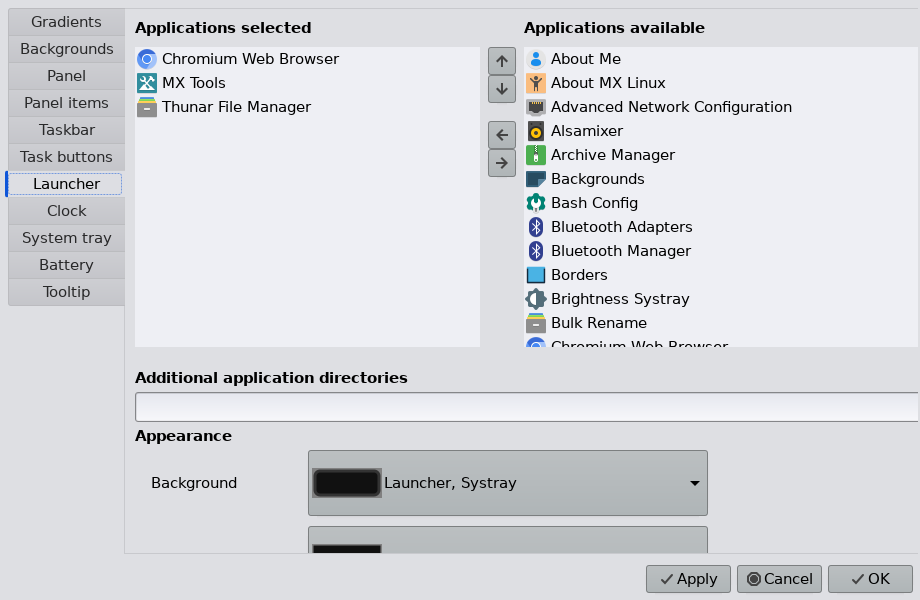 Gradients
Backgrounds
Panel
Panel items
Taskbar
Task buttons
Launcher
Clock
System tray
Battery
Tooltip
Applications selected
Chromium Web Browser
MX Tools
Thunar File Manager
Applications available
About Me
About MX Linux
Advanced Network Configuration
Alsamixer
Archive Manager
Backgrounds
Bash Config
Bluetooth Adapters
Bluetooth Manager
Borders
Brightness Systray
Bulk Rename
Chromium Web Browser
Additional application directories
Appearance
Background
Launcher, Systray
Apply
Cancel
OK